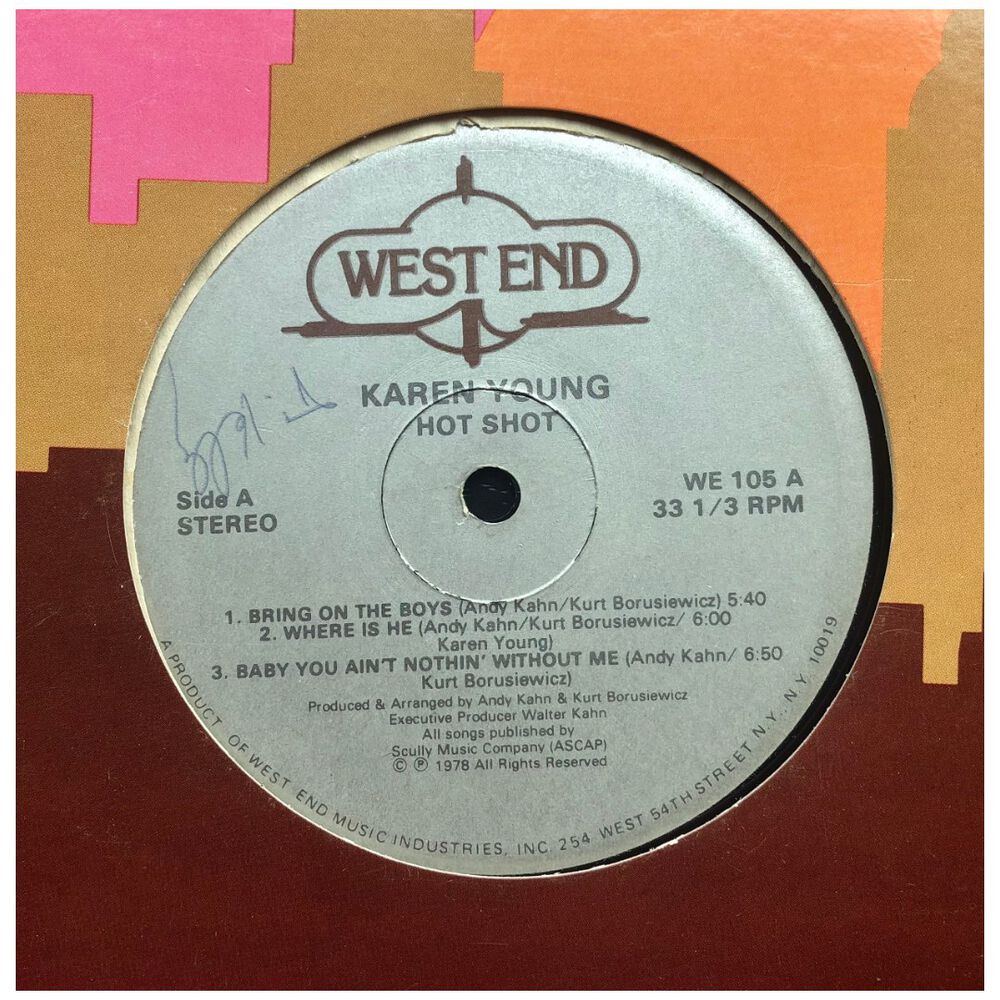 WEST END
KAREN YOUNG
HOT SHOT
Side A
STEREO
WE 105 A
33 1/3 RPM
1. BRING ON THE BOYS (Andy Kahn/Kurt Borusiewicz) 5:40
2. WHERE IS HE (Andy Kahn/Kurt Borusiewicz/ 6:00
Karen Young)
3. BABY YOU AIN'T NOTHIN' WITHOUT ME (Andy Kahn/ 6:50
Kurt Borusiewicz)
Produced & Arranged by Andy Kahn & Kurt Borusiewicz
Executive Producer Walter Kahn
All songs published by
Scully Music Company (ASCAP)
© ℗ 1978 All Rights Reserved
A PRODUCT OF WEST END MUSIC INDUSTRIES, INC. 254 WEST 54TH STREET N.Y., N.Y. 10019